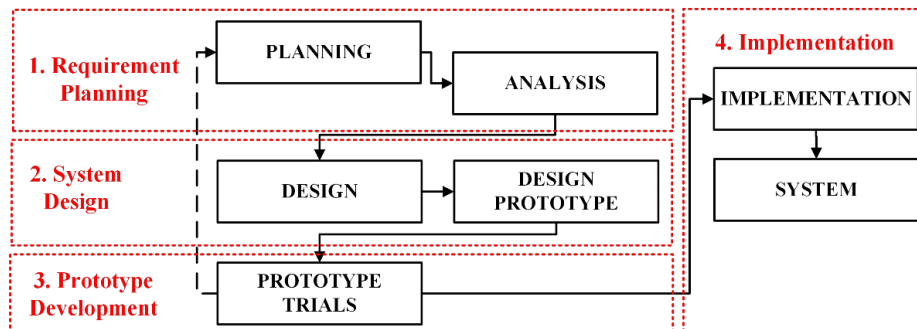 1. Requirement
Planning
PLANNING
ANALYSIS
2. System
Design
DESIGN
DESIGN
PROTOTYPE
3. Prototype
Development
PROTOTYPE
TRIALS
4. Implementation
IMPLEMENTATION
SYSTEM